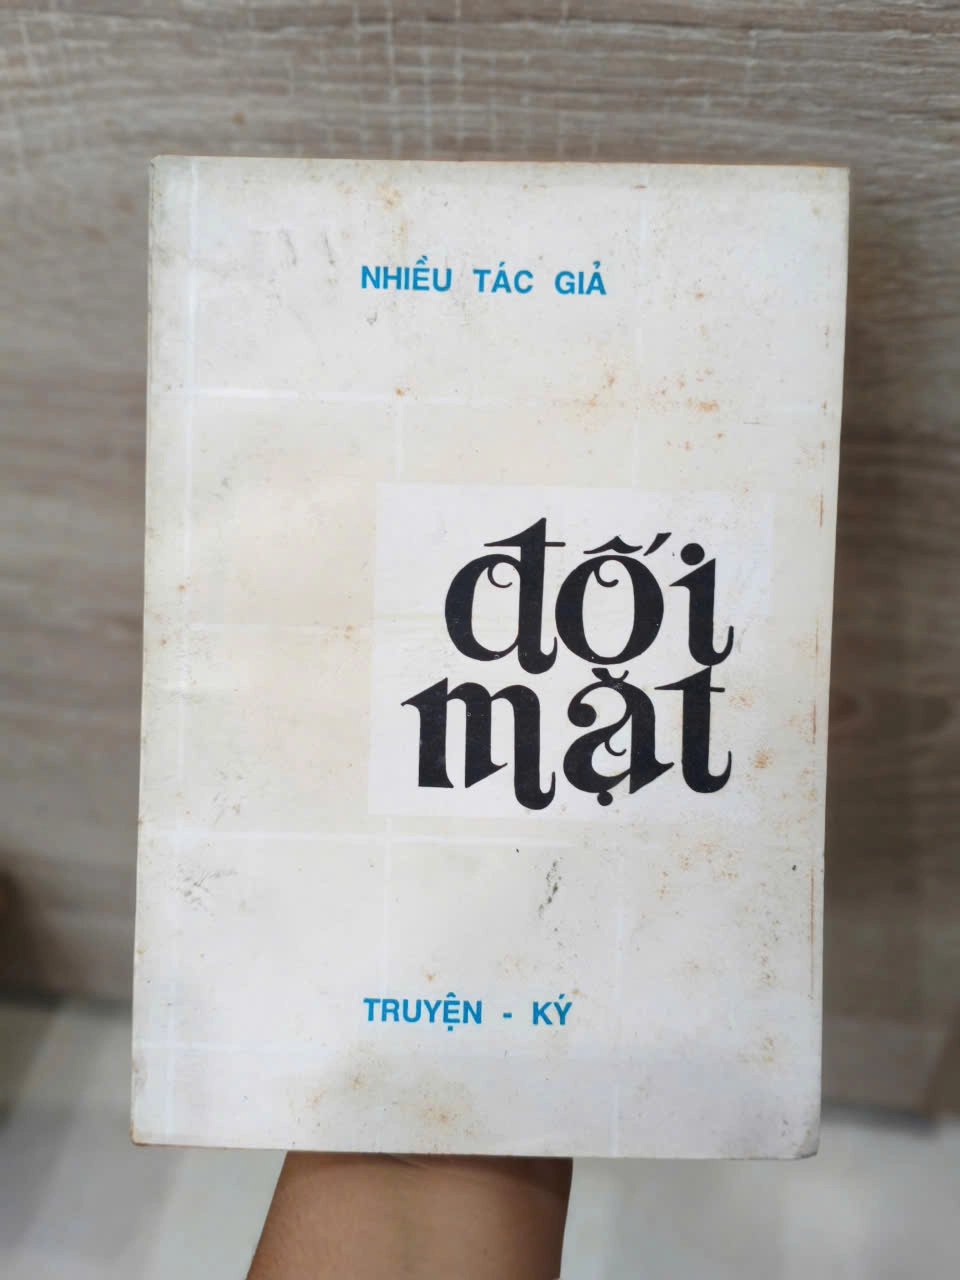 NHIỀU TÁC GIẢ
đối
mặt
TRUYỆN - KÝ